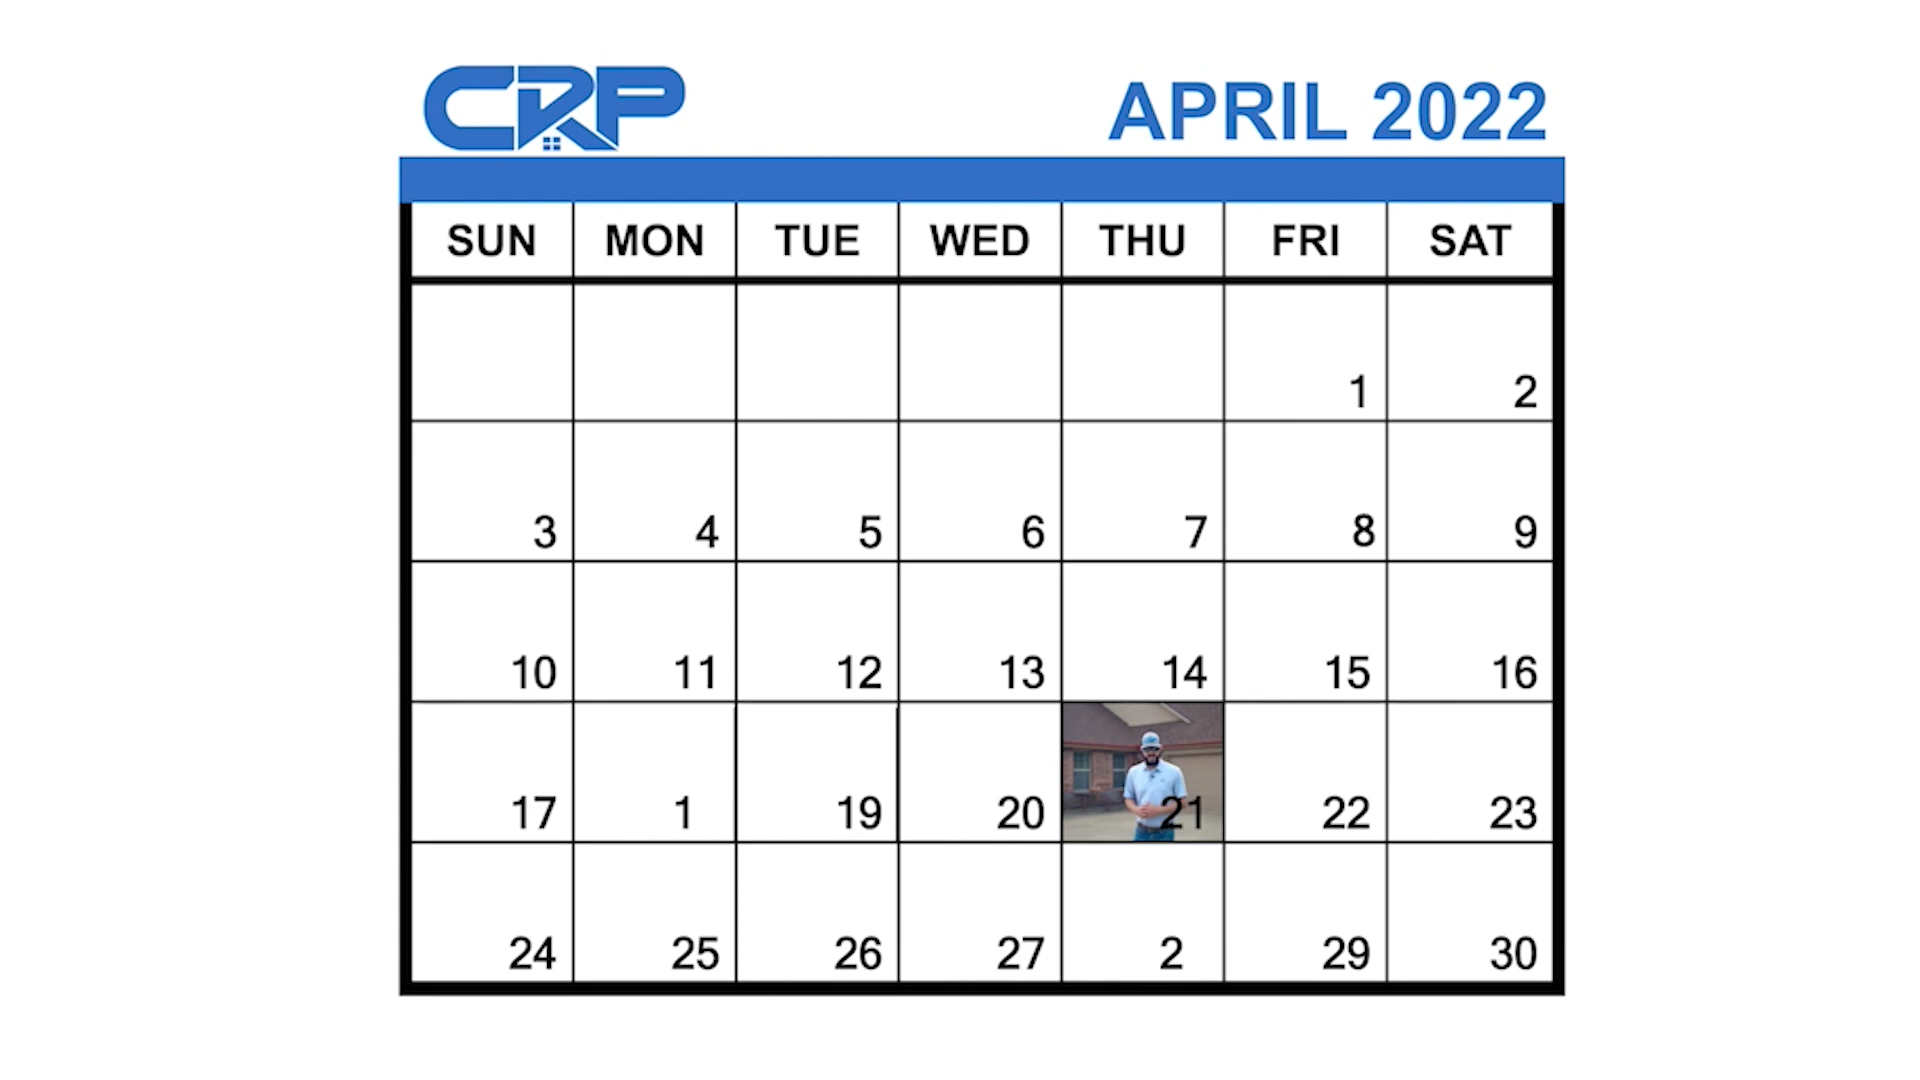 CRP
APRIL 2022
SUN MON TUE WED THU FRI SAT
1 2
3 4 5 6 7 8 9
10 11 12 13 14 15 16
17 1 19 20 21 22 23
24 25 26 27 2 29 30